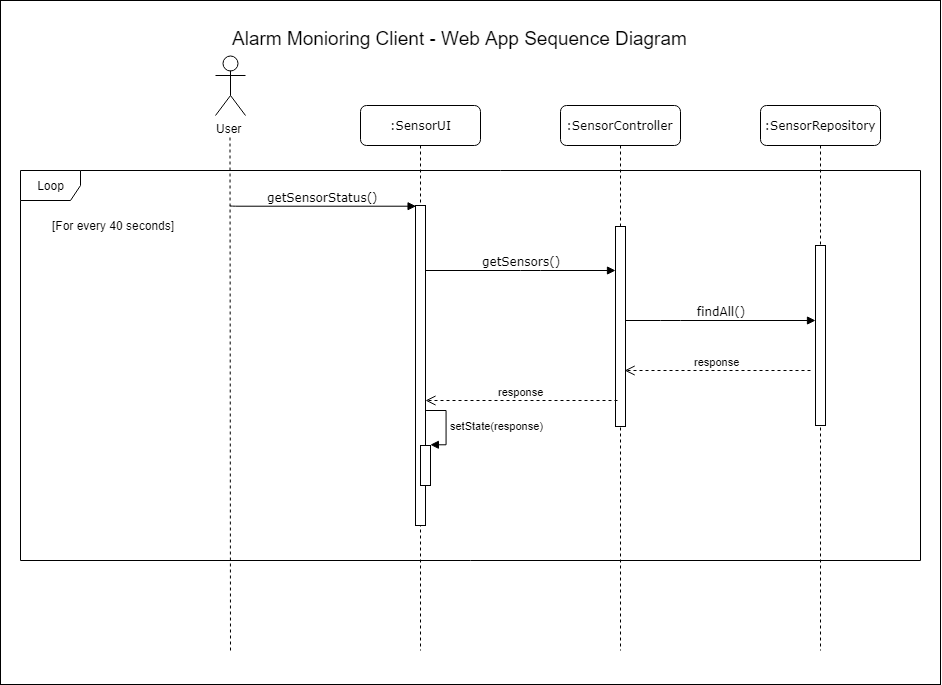 Alarm Monioring Client - Web App Sequence Diagram
User
:SensorUI
:SensorController
:SensorRepository
Loop
getSensorStatus()
[For every 40 seconds]
getSensors()
findAll()
response
response
setState(response)